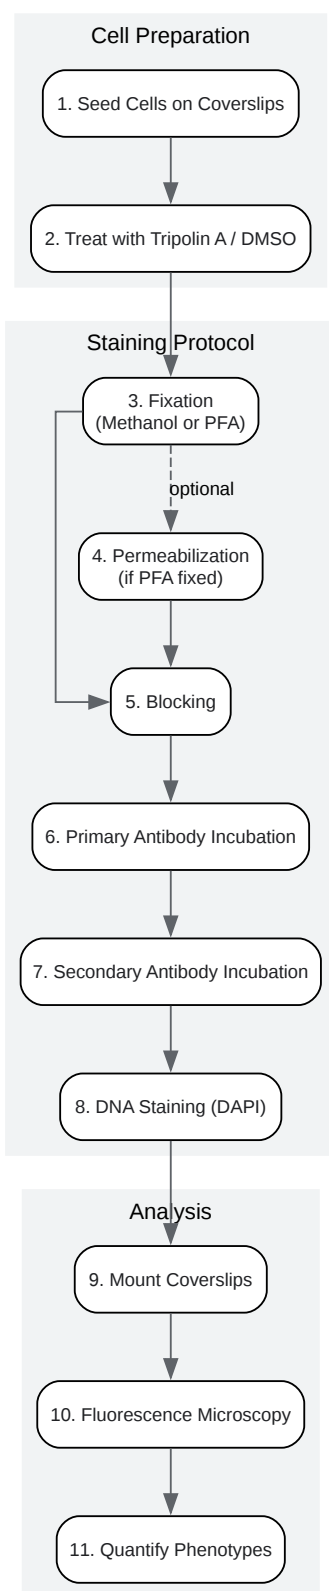 Cell Preparation
1. Seed Cells on Coverslips
2. Treat with Tripolin A / DMSO
Staining Protocol
3. Fixation
(Methanol or PFA)
optional
4. Permeabilization
(if PFA fixed)
5. Blocking
6. Primary Antibody Incubation
7. Secondary Antibody Incubation
8. DNA Staining (DAPI)
Analysis
9. Mount Coverslips
10. Fluorescence Microscopy
11. Quantify Phenotypes